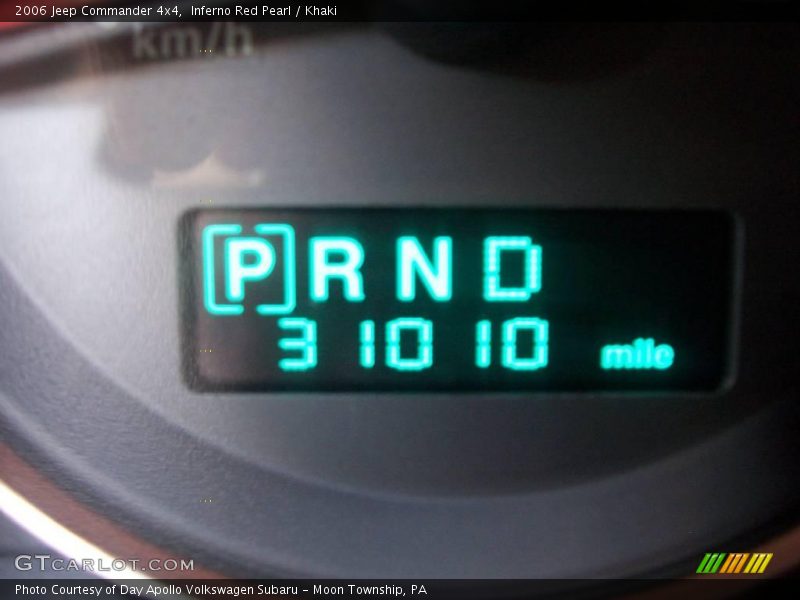 2006 Jeep Commander 4x4, Inferno Red Pearl / Khaki
km/h
P R N D
31010 mile
GTCARLOT.COM
Photo Courtesy of Day Apollo Volkswagen Subaru - Moon Township, PA